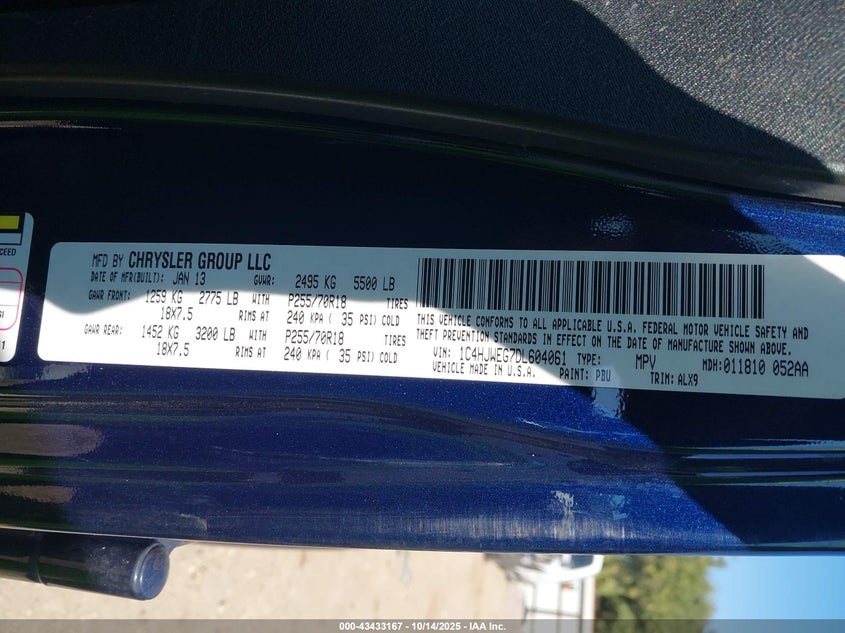 CEED
SI
1
MFD BY CHRYSLER GROUP LLC
DATE OF MFR(BUILT): JAN 13 GVWR: 2495 KG 5500 LB
GAWR FRONT: 1259 KG 2775 LB WITH P255/70R18 TIRES
18X7.5 RIMS AT 240 KPA ( 35 PSI) COLD
GAWR REAR: 1452 KG 3200 LB WITH P255/70R18 TIRES
18X7.5 RIMS AT 240 KPA ( 35 PSI) COLD
THIS VEHICLE CONFORMS TO ALL APPLICABLE U.S.A. FEDERAL MOTOR VEHICLE SAFETY AND
THEFT PREVENTION STANDARDS IN EFFECT ON THE DATE OF MANUFACTURE SHOWN ABOVE.
VIN: 1C4HJWEG7DL604061 TYPE: MPV MDH:011810 052AA
VEHICLE MADE IN U.S.A. PAINT: PBU TRIM: ALX9
000-43433167 - 10/14/2025 - IAA Inc.